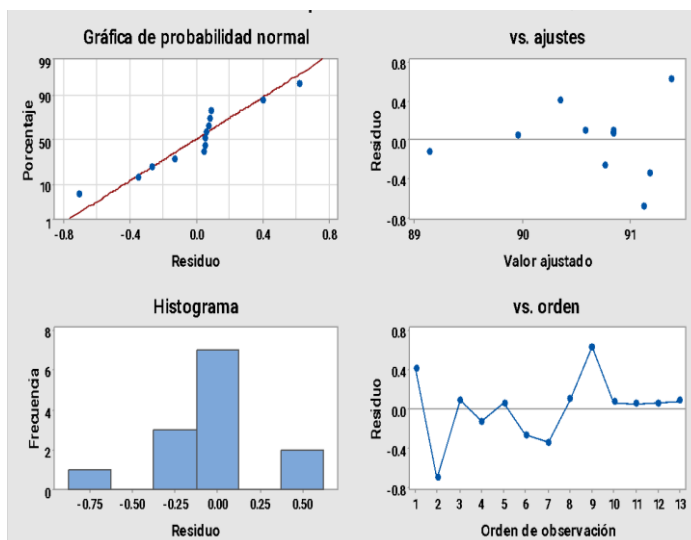 Gráfica de probabilidad normal
99
90
50
10
1
Porcentaje
-0.8
-0.4
0.0
0.4
0.8
Residuo
vs. ajustes
0.8
0.4
0.0
-0.4
-0.8
Residuo
89
90
91
Valor ajustado
Histograma
8
6
4
2
0
Frecuencia
-0.75
-0.50
-0.25
0.00
0.25
0.50
Residuo
vs. orden
0.8
0.4
0.0
-0.4
-0.8
Residuo
1 2 3 4 5 6 7 8 9 10 11 12 13
Orden de observación